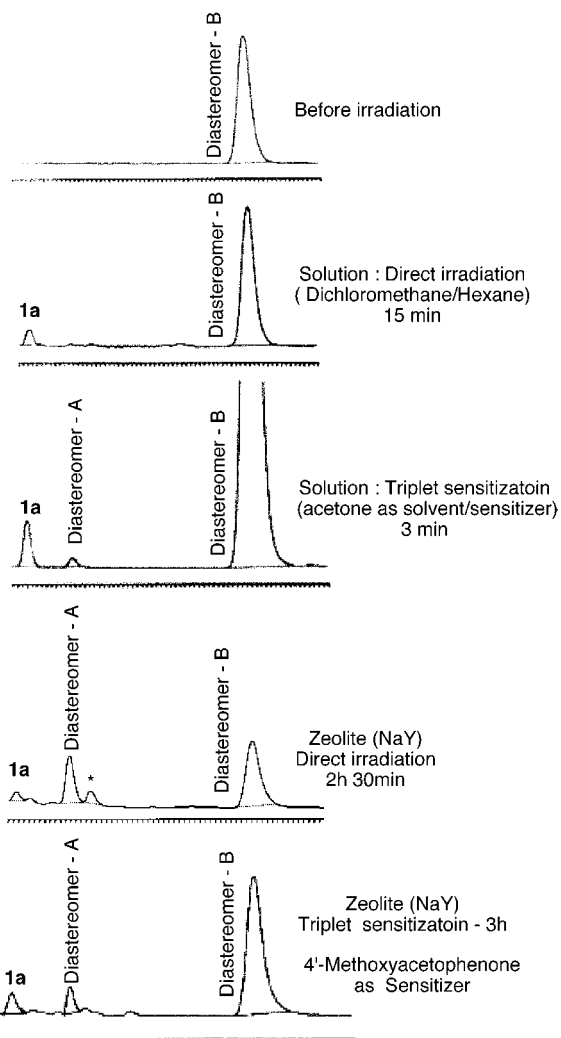 Diastereomer - B
Before irradiation
1a
Diastereomer - B
Solution : Direct irradiation
( Dichloromethane/Hexane)
15 min
1a
Diastereomer - A
Diastereomer - B
Solution : Triplet sensitizatoin
(acetone as solvent/sensitizer)
3 min
1a
Diastereomer - A
*
Diastereomer - B
Zeolite (NaY)
Direct irradiation
2h 30min
1a
Diastereomer - A
Diastereomer - B
Zeolite (NaY)
Triplet sensitizatoin - 3h
4'-Methoxyacetophenone
as Sensitizer